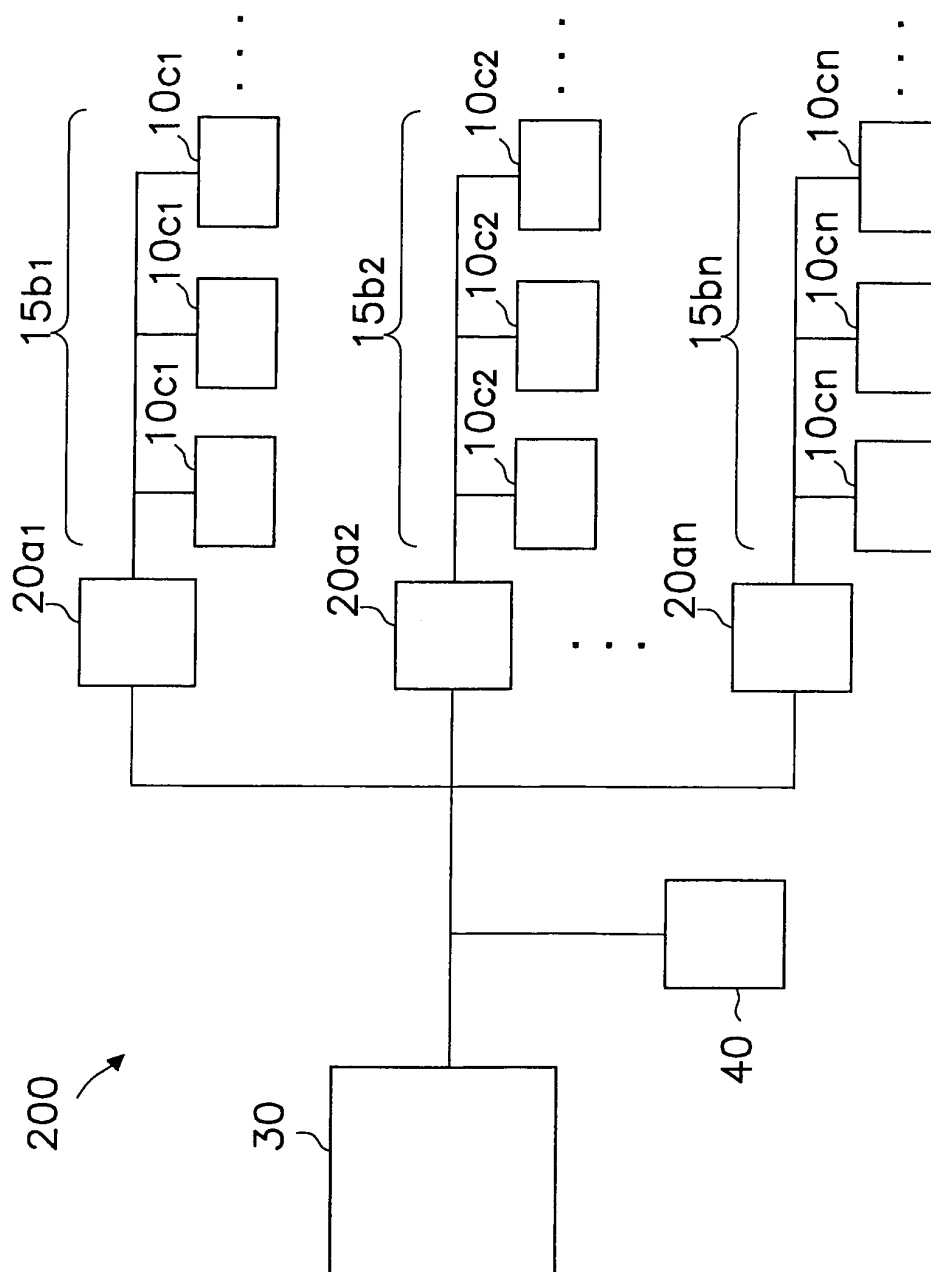 200
30
40
20a1
15b1
10c1
10c1
10c1
. . .
20a2
15b2
10c2
10c2
10c2
. . .
. . .
20an
15bn
10cn
10cn
10cn
. . .